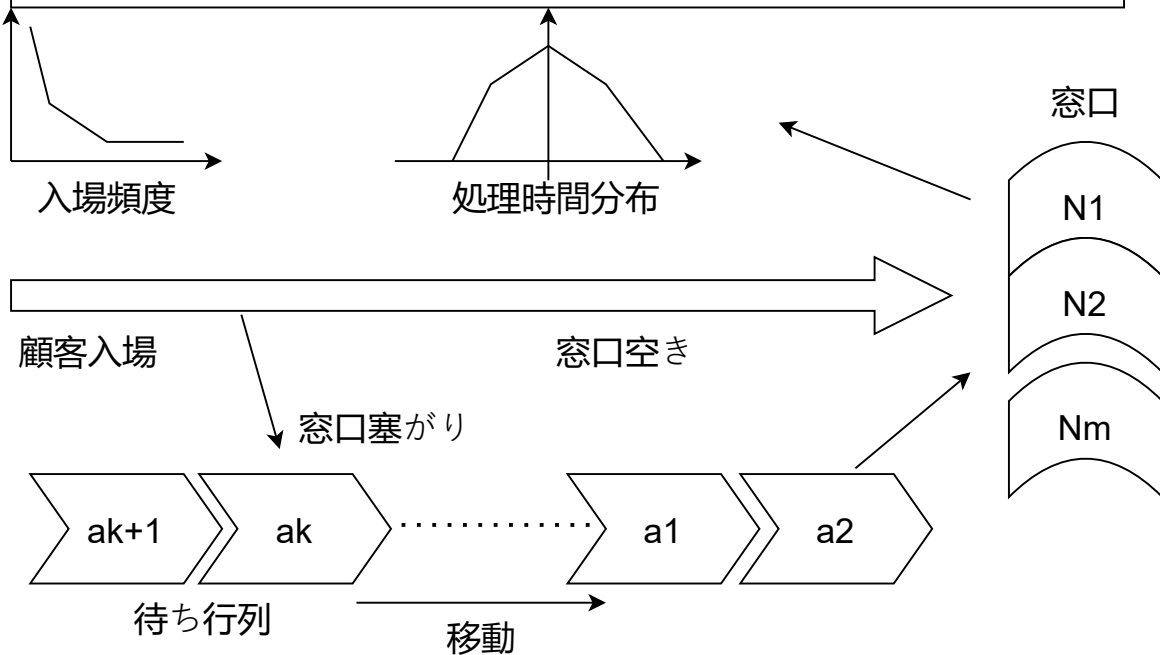 窓口
入場頻度
処理時間分布
N1
N2
顧客入場
窓口空き
窓口塞がり
Nm
ak+1
ak
a1
a2
待ち行列
移動